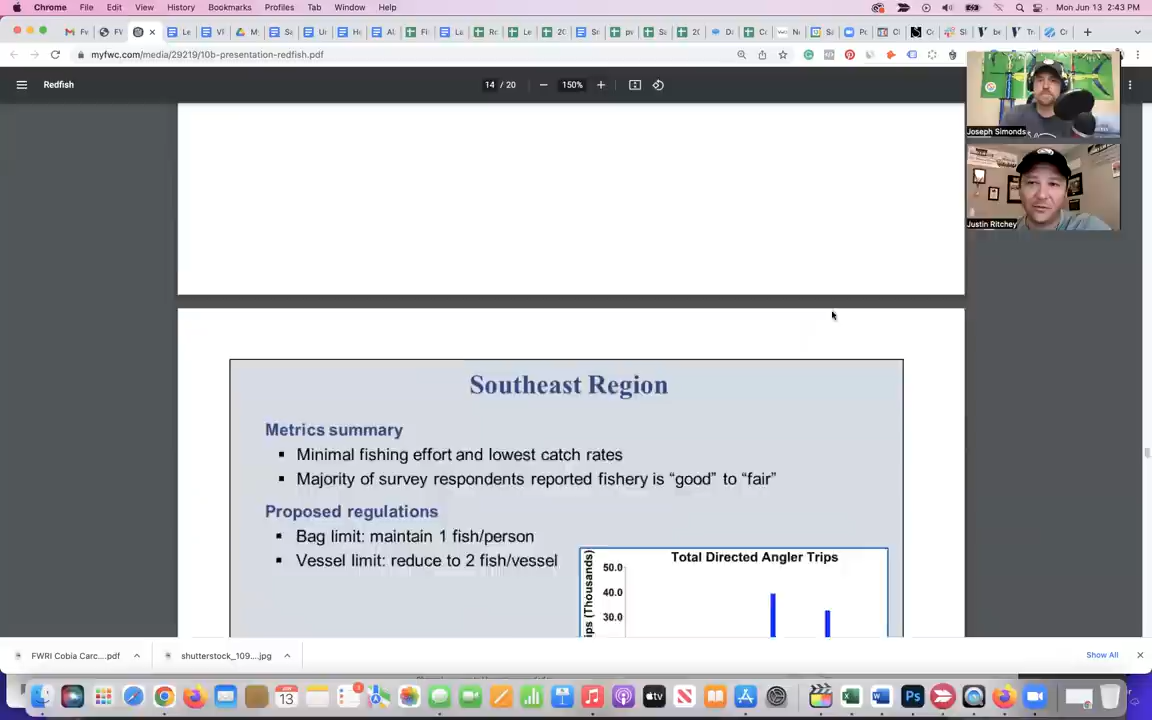 Chrome File Edit View History Bookmarks Profiles Tab Window Help
Mon Jun 13 2:43 PM
myfwc.com/media/29219/10b-presentation-redfish.pdf
Redfish
14 / 20
150%
Joseph Simonds
Justin Ritchey
Southeast Region
Metrics summary
▪ Minimal fishing effort and lowest catch rates
▪ Majority of survey respondents reported fishery is “good” to “fair”
Proposed regulations
▪ Bag limit: maintain 1 fish/person
▪ Vessel limit: reduce to 2 fish/vessel
Total Directed Angler Trips
(Thousands)
50.0
40.0
30.0
FWRI Cobia Carc....pdf
shutterstock_109...jpg
Show All